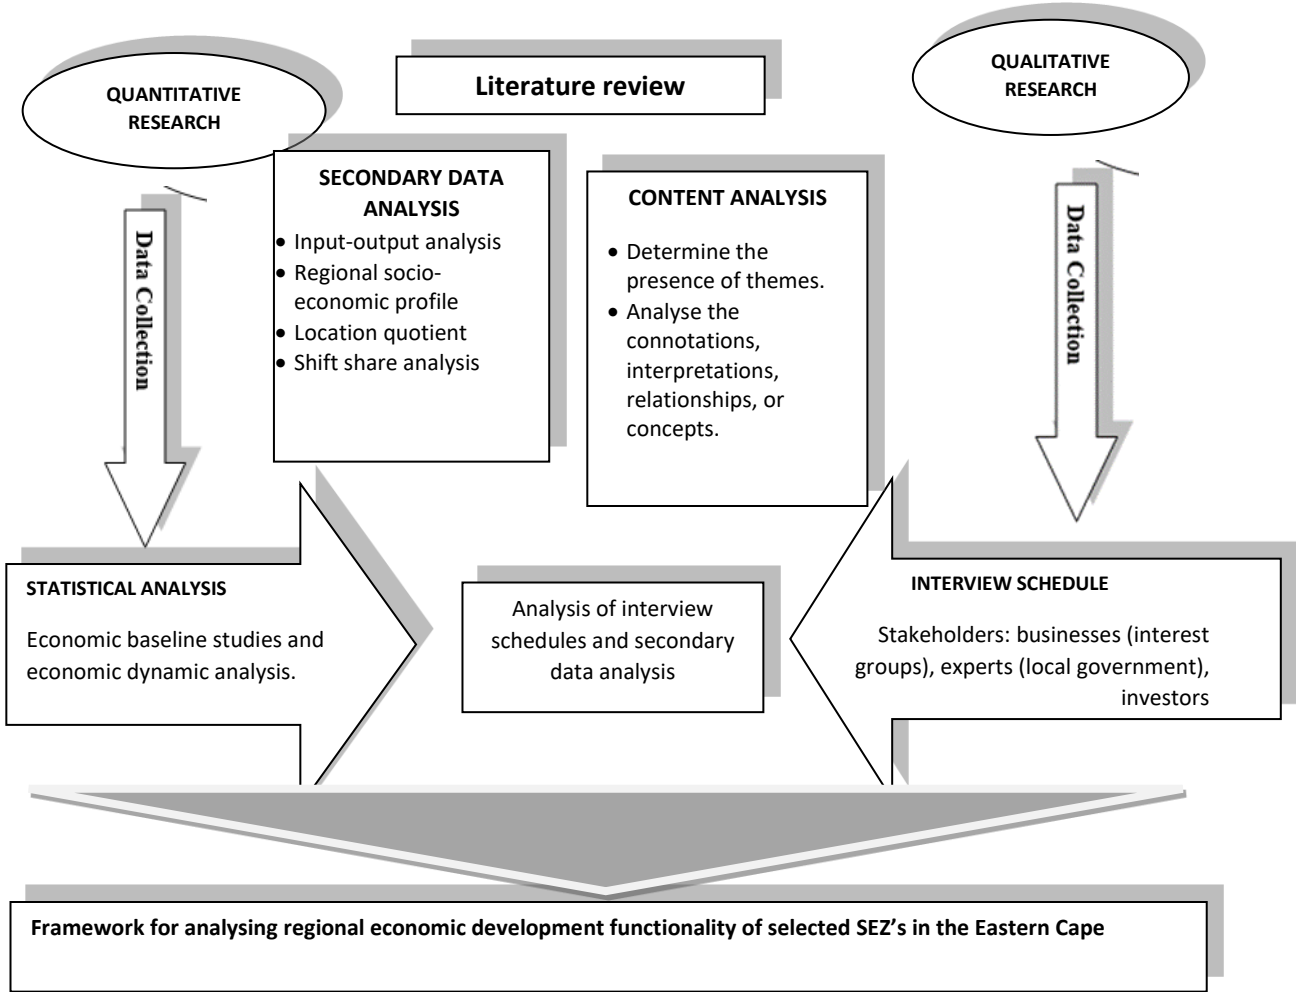 QUANTITATIVE
RESEARCH
Literature review
QUALITATIVE
RESEARCH
Data Collection
SECONDARY DATA
ANALYSIS
• Input-output analysis
• Regional socio-
economic profile
• Location quotient
• Shift share analysis
CONTENT ANALYSIS
• Determine the
presence of themes.
• Analyse the
connotations,
interpretations,
relationships, or
concepts.
Data Collection
STATISTICAL ANALYSIS
Economic baseline studies and
economic dynamic analysis.
Analysis of interview
schedules and secondary
data analysis
INTERVIEW SCHEDULE
Stakeholders: businesses (interest
groups), experts (local government),
investors
Framework for analysing regional economic development functionality of selected SEZ’s in the Eastern Cape